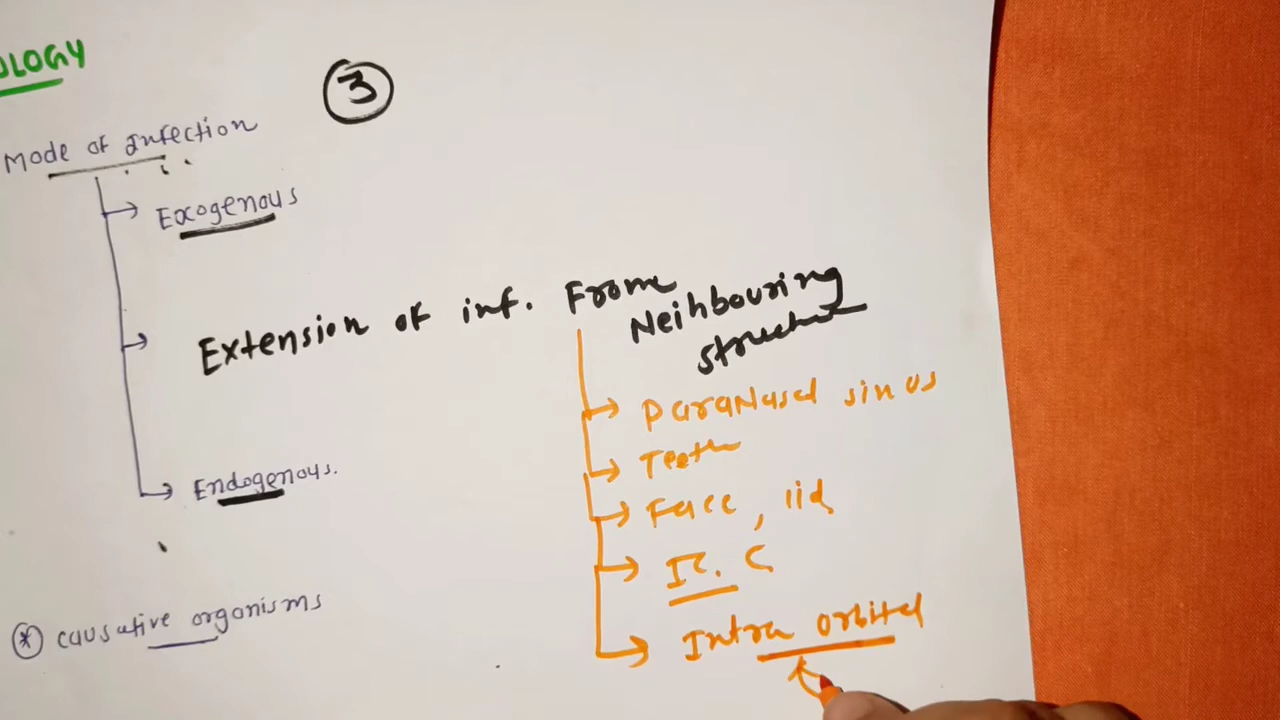 OLOGY
3
Mode of Infection
Exogenous
Extension of inf. From
Neihbouring
structure
paraNasal sinus
Teeth
Face, lid
I. C
Intra orbital
Endogenous.
* causative organisms